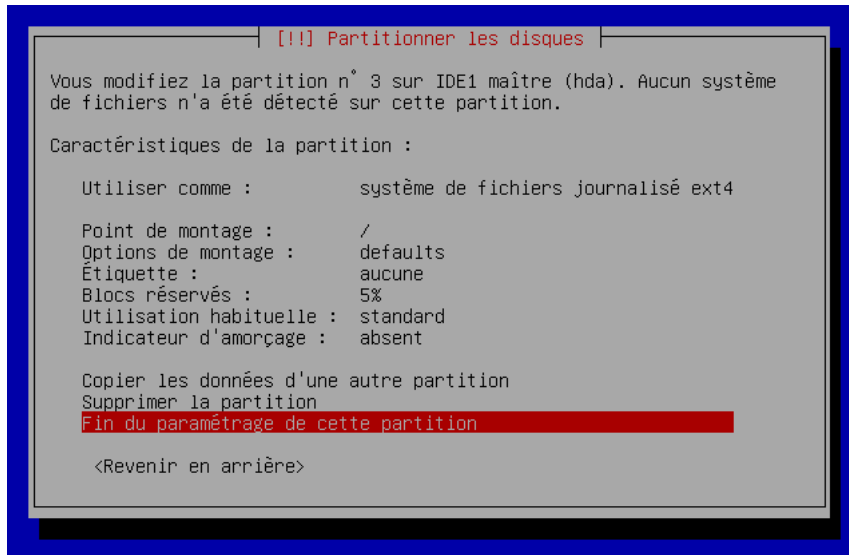 [!!] Partitionner les disques
Vous modifiez la partition n° 3 sur IDE1 maître (hda). Aucun système
de fichiers n'a été détecté sur cette partition.
Caractéristiques de la partition :
Utiliser comme : système de fichiers journalisé ext4
Point de montage : /
Options de montage : defaults
Étiquette : aucune
Blocs réservés : 5%
Utilisation habituelle : standard
Indicateur d'amorçage : absent
Copier les données d'une autre partition
Supprimer la partition
Fin du paramétrage de cette partition
<Revenir en arrière>